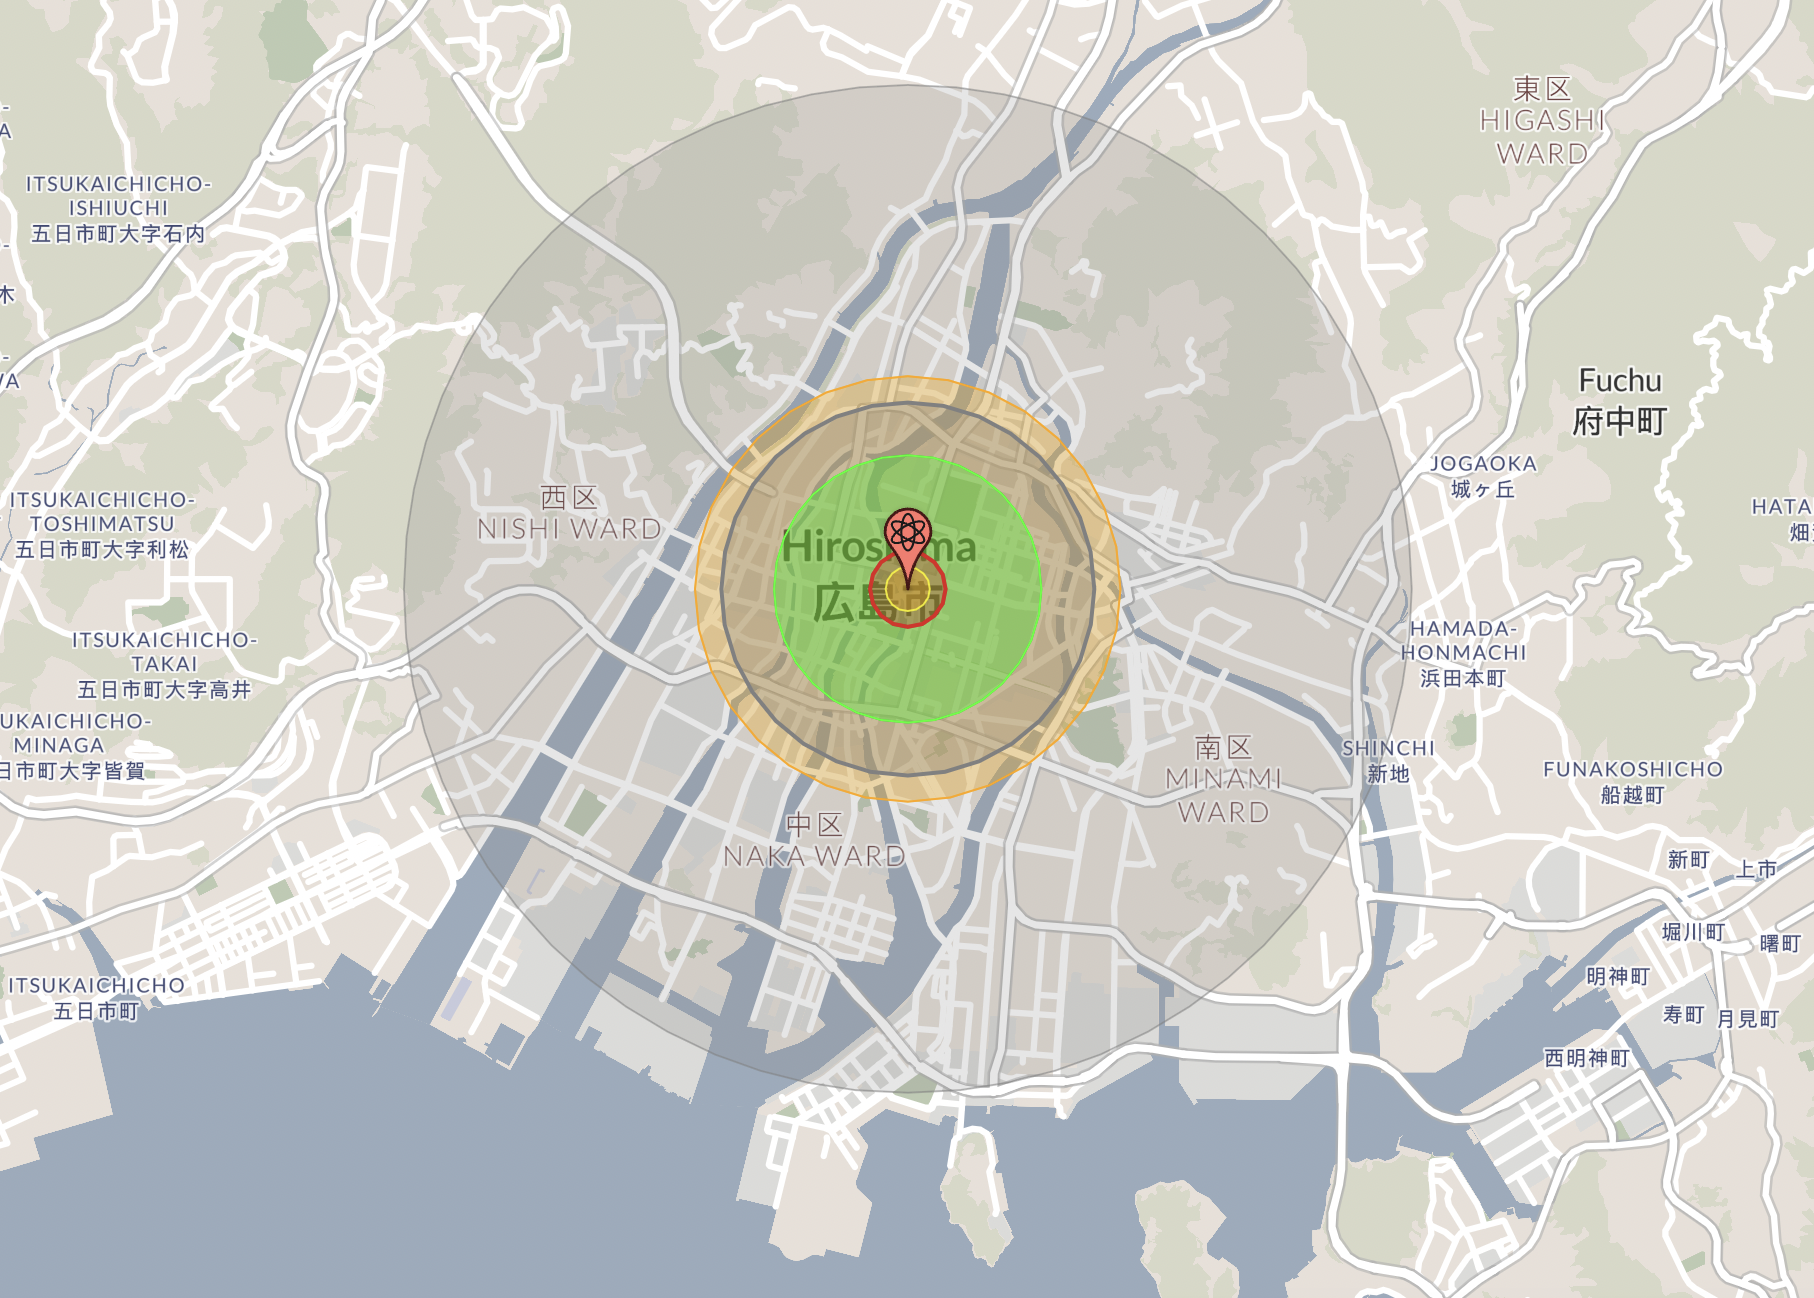 東区
HIGASHI
WARD
ITSUKAICHICHO-
ISHIUCHI
五日市町大字石内
A
木
VA
Fuchu
府中町
JOGAOKA
城ヶ丘
西区
NISHI WARD
ITSUKAICHICHO-
TOSHIMATSU
五日市町大字利松
HATA
Hiroshima
広島市
ITSUKAICHICHO-
TAKAI
五日市町大字高井
HAMADA-
HONMACHI
浜田本町
UKAICHICHO-
MINAGA
日市町大字皆賀
南区
MINAMI
WARD
SHINCHI
新地
FUNAKOSHICHO
船越町
中区
NAKA WARD
新町
上市
堀川町
曙町
ITSUKAICHICHO
五日市町
明神町
寿町
月見町
西明神町